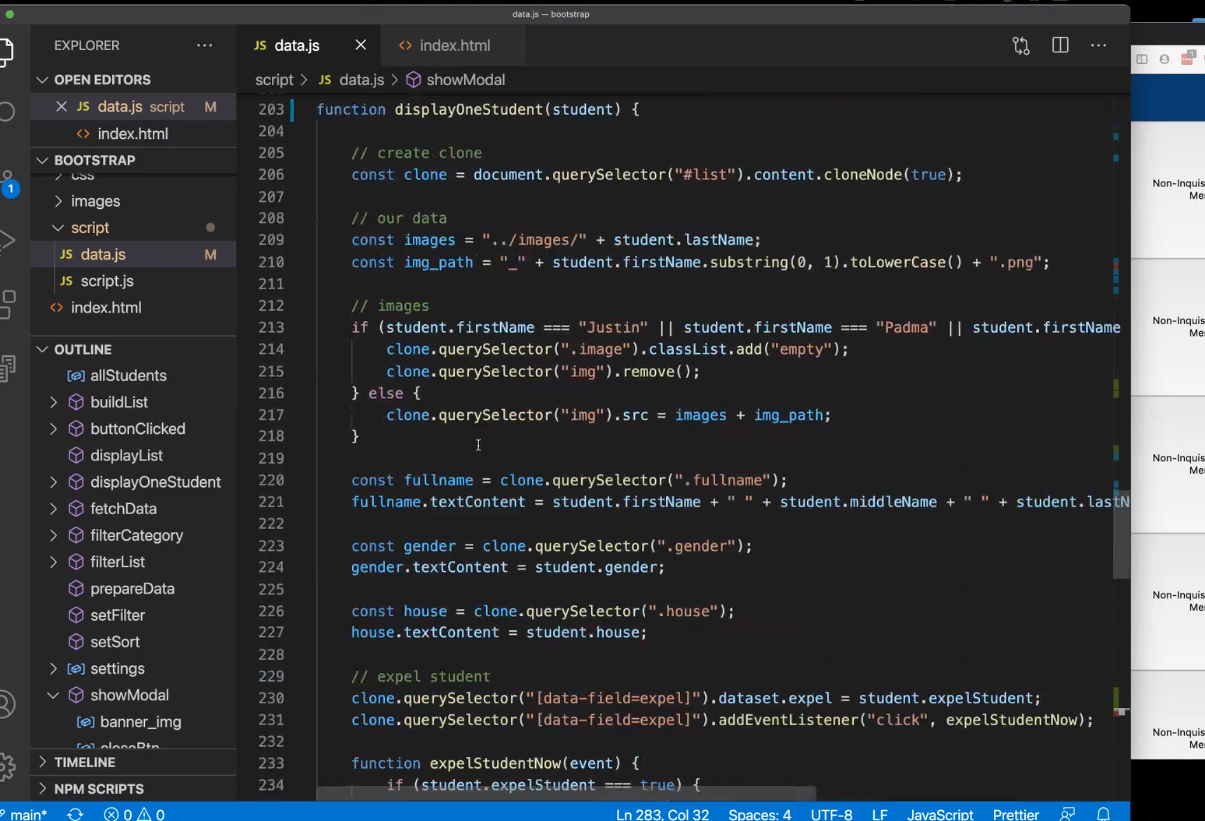 data.js — bootstrap
EXPLORER
OPEN EDITORS
JS data.js script M
<> index.html
BOOTSTRAP
css
images
script
JS data.js M
JS script.js
<> index.html
OUTLINE
allStudents
buildList
buttonClicked
displayList
displayOneStudent
fetchData
filterCategory
filterList
prepareData
setFilter
setSort
settings
showModal
banner_img
closeBtn
TIMELINE
NPM SCRIPTS
1
JS data.js
<> index.html
script > JS data.js > showModal
203 function displayOneStudent(student) {
204
205 // create clone
206 const clone = document.querySelector("#list").content.cloneNode(true);
207
208 // our data
209 const images = "../images/" + student.lastName;
210 const img_path = "_" + student.firstName.substring(0, 1).toLowerCase() + ".png";
211
212 // images
213 if (student.firstName === "Justin" || student.firstName === "Padma" || student.firstName
214 clone.querySelector(".image").classList.add("empty");
215 clone.querySelector("img").remove();
216 } else {
217 clone.querySelector("img").src = images + img_path;
218 }
219
220 const fullname = clone.querySelector(".fullname");
221 fullname.textContent = student.firstName + " " + student.middleName + " " + student.lastN
222
223 const gender = clone.querySelector(".gender");
224 gender.textContent = student.gender;
225
226 const house = clone.querySelector(".house");
227 house.textContent = student.house;
228
229 // expel student
230 clone.querySelector("[data-field=expel]").dataset.expel = student.expelStudent;
231 clone.querySelector("[data-field=expel]").addEventListener("click", expelStudentNow);
232
233 function expelStudentNow(event) {
234 if (student.expelStudent === true) {
1
Non-Inquis
Me
Non-Inquis
Me
Non-Inquis
Me
Non-Inquis
Me
Non-Inquis
Me
main* 0 0 Ln 283, Col 32 Spaces: 4 UTF-8 LF JavaScript Prettier